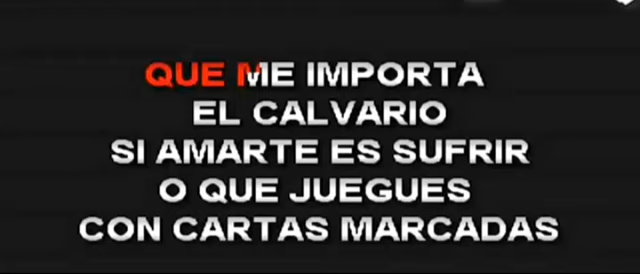 QUE ME IMPORTA
EL CALVARIO
SI AMARTE ES SUFRIR
O QUE JUEGUES
CON CARTAS MARCADAS